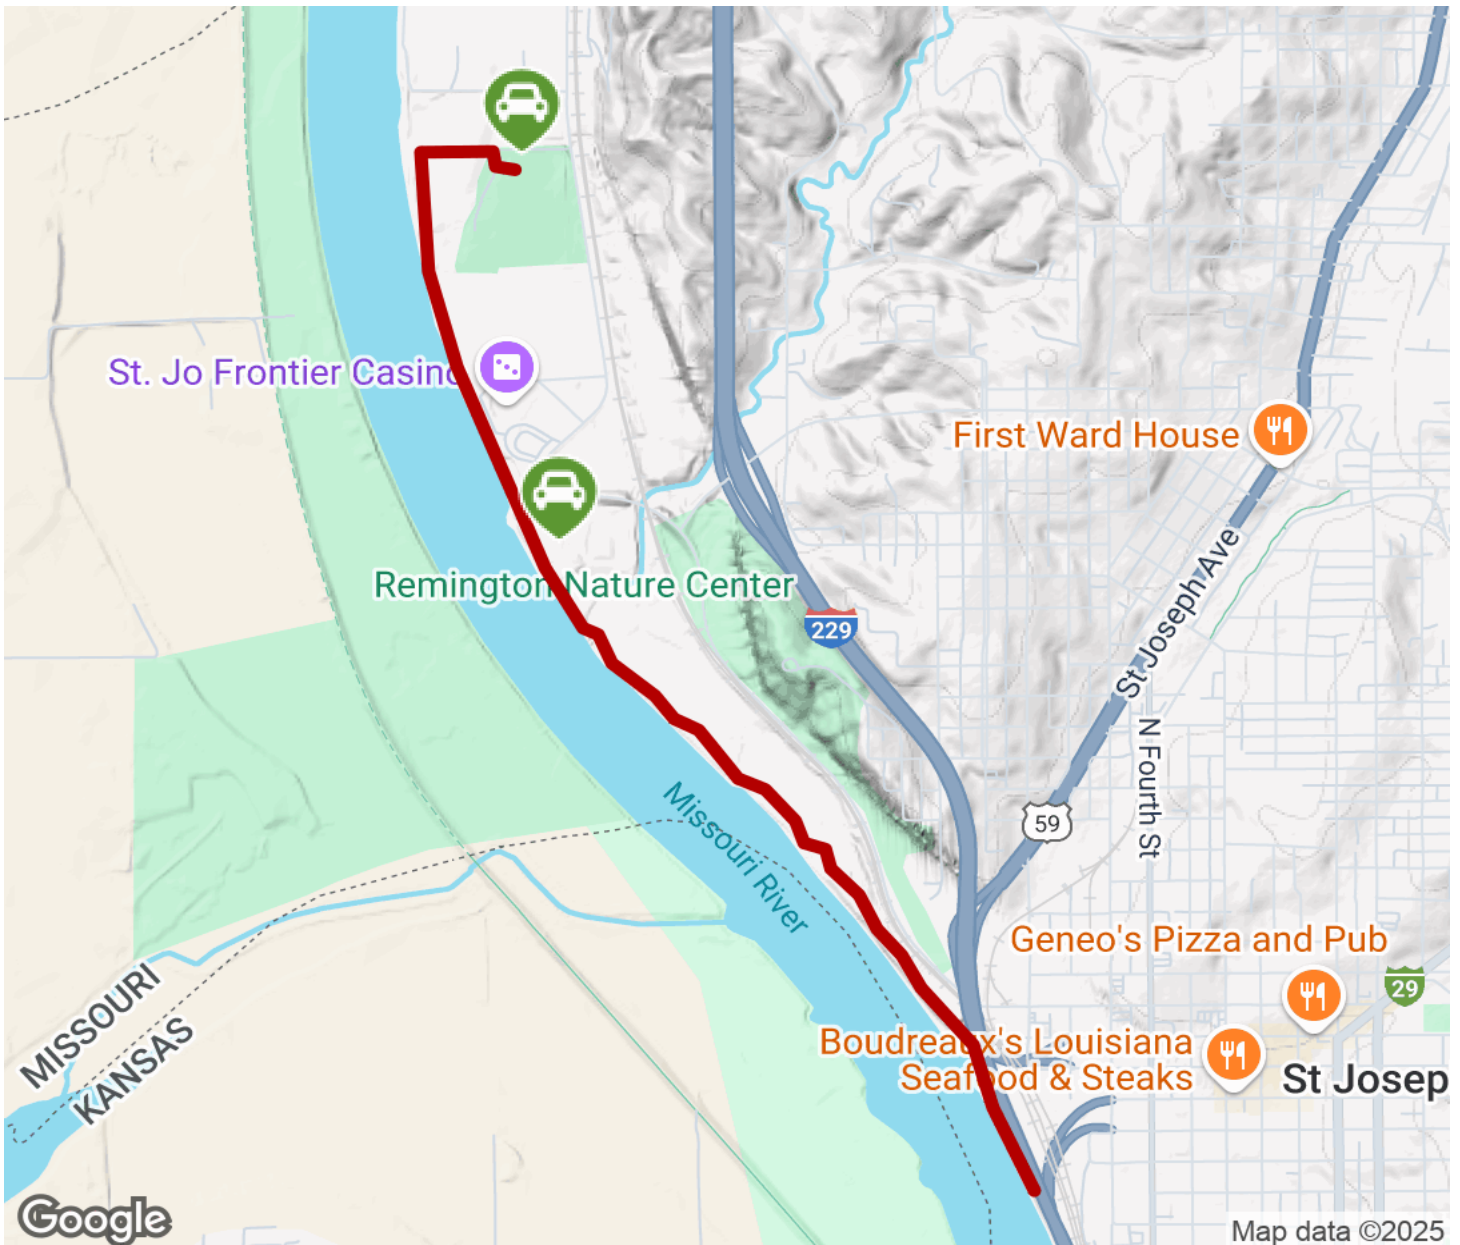 St. Jo Frontier Casino
First Ward House
Remington Nature Center
229
St Joseph Ave
N Fourth St
59
Missouri River
Geneo's Pizza and Pub
29
MISSOURI
KANSAS
Boudreaux's Louisiana
Seafood & Steaks
St Josep
Google
Map data ©2025